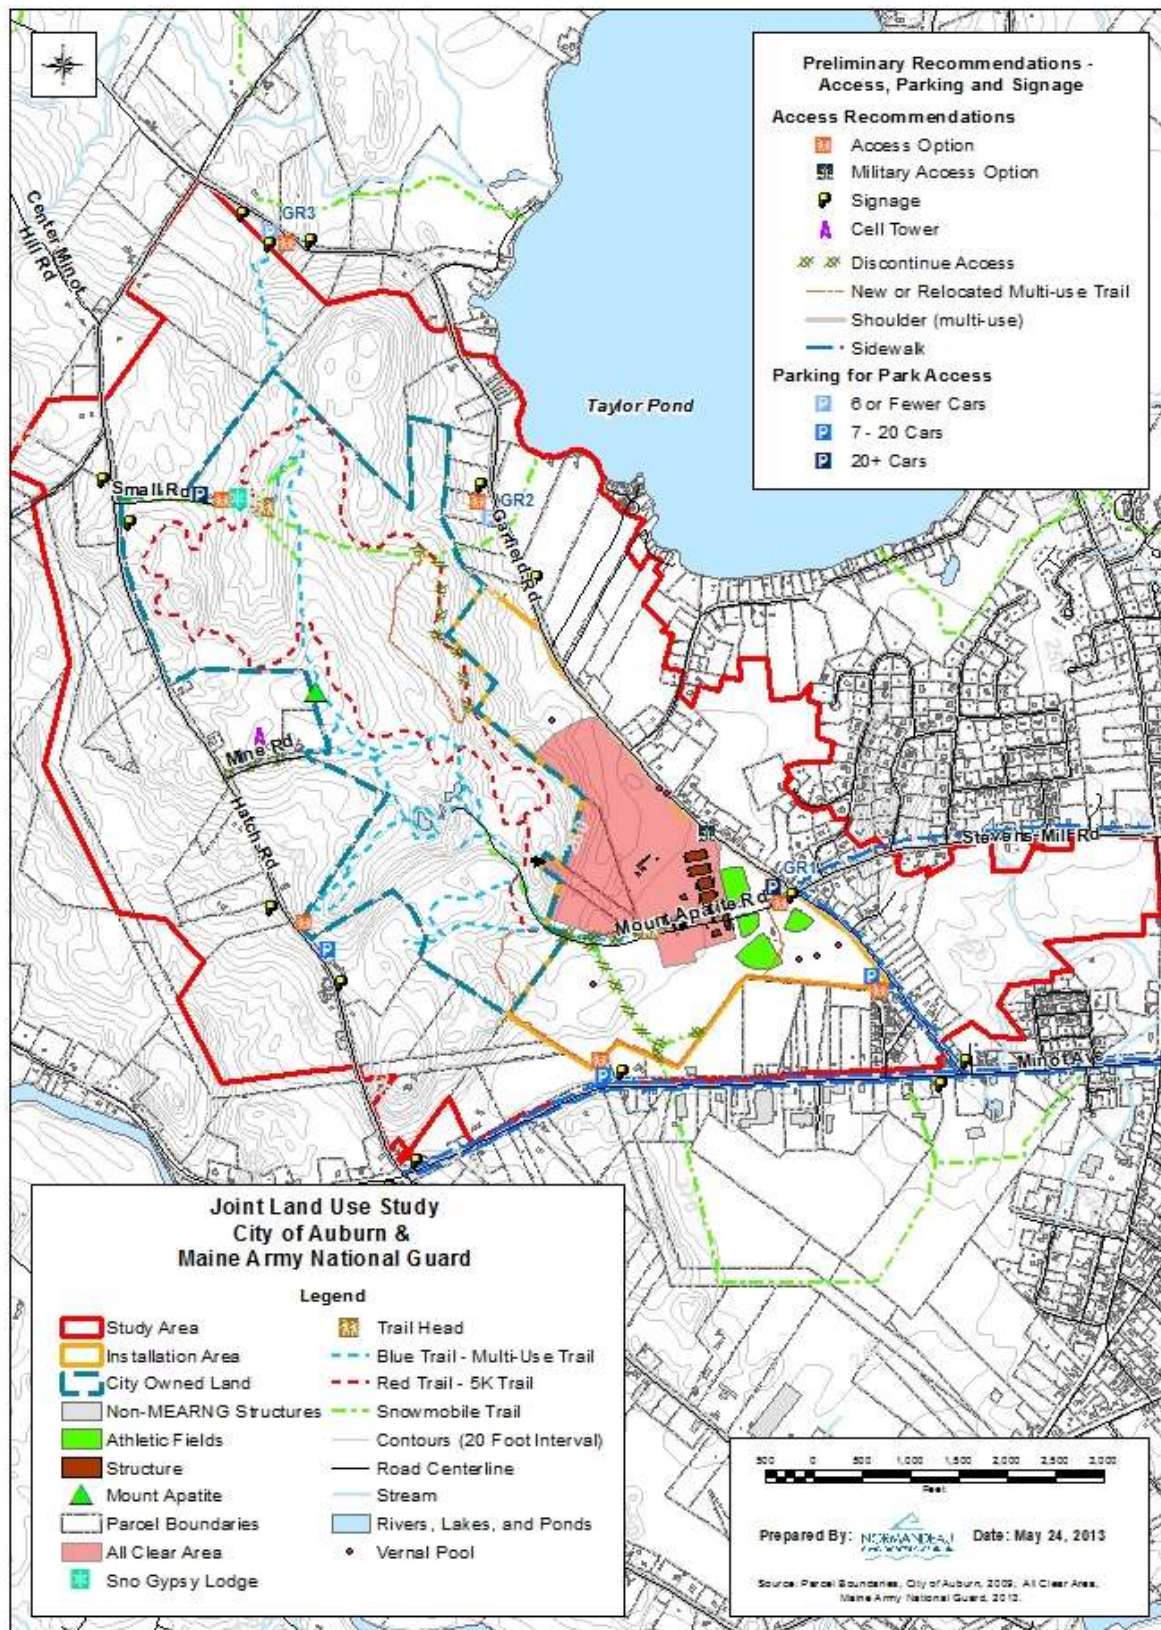 Preliminary Recommendations -
Access, Parking and Signage
Access Recommendations
Access Option
Military Access Option
Signage
Cell Tower
Discontinue Access
New or Relocated Multi-use Trail
Shoulder (multi-use)
Sidewalk
Parking for Park Access
P 6 or Fewer Cars
P 7 - 20 Cars
P 20+ Cars
Center Minot
Hill Rd
GR3
Taylor Pond
Small Rd
P
GR2
Garfield Rd
Mine Rd
Hatch Rd
Stevens Mill Rd
GR1
P
Mount Apatite Rd
P
P
Minot Ave
P
Joint Land Use Study
City of Auburn &
Maine Army National Guard
Legend
Study Area
Installation Area
City Owned Land
Non-MEARNG Structures
Athletic Fields
Structure
Mount Apatite
Parcel Boundaries
All Clear Area
Sno Gypsy Lodge
Trail Head
Blue Trail - Multi-Use Trail
Red Trail - 5K Trail
Snowmobile Trail
Contours (20 Foot Interval)
Road Centerline
Stream
Rivers, Lakes, and Ponds
Vernal Pool
500 0 500 1,000 1,500 2,000 2,500 3,000
Feet
Prepared By: NORMANDEAU Date: May 24, 2013
Source: Parcel Boundaries, City of Auburn, 2009; All Clear Area,
Maine Army National Guard, 2013.